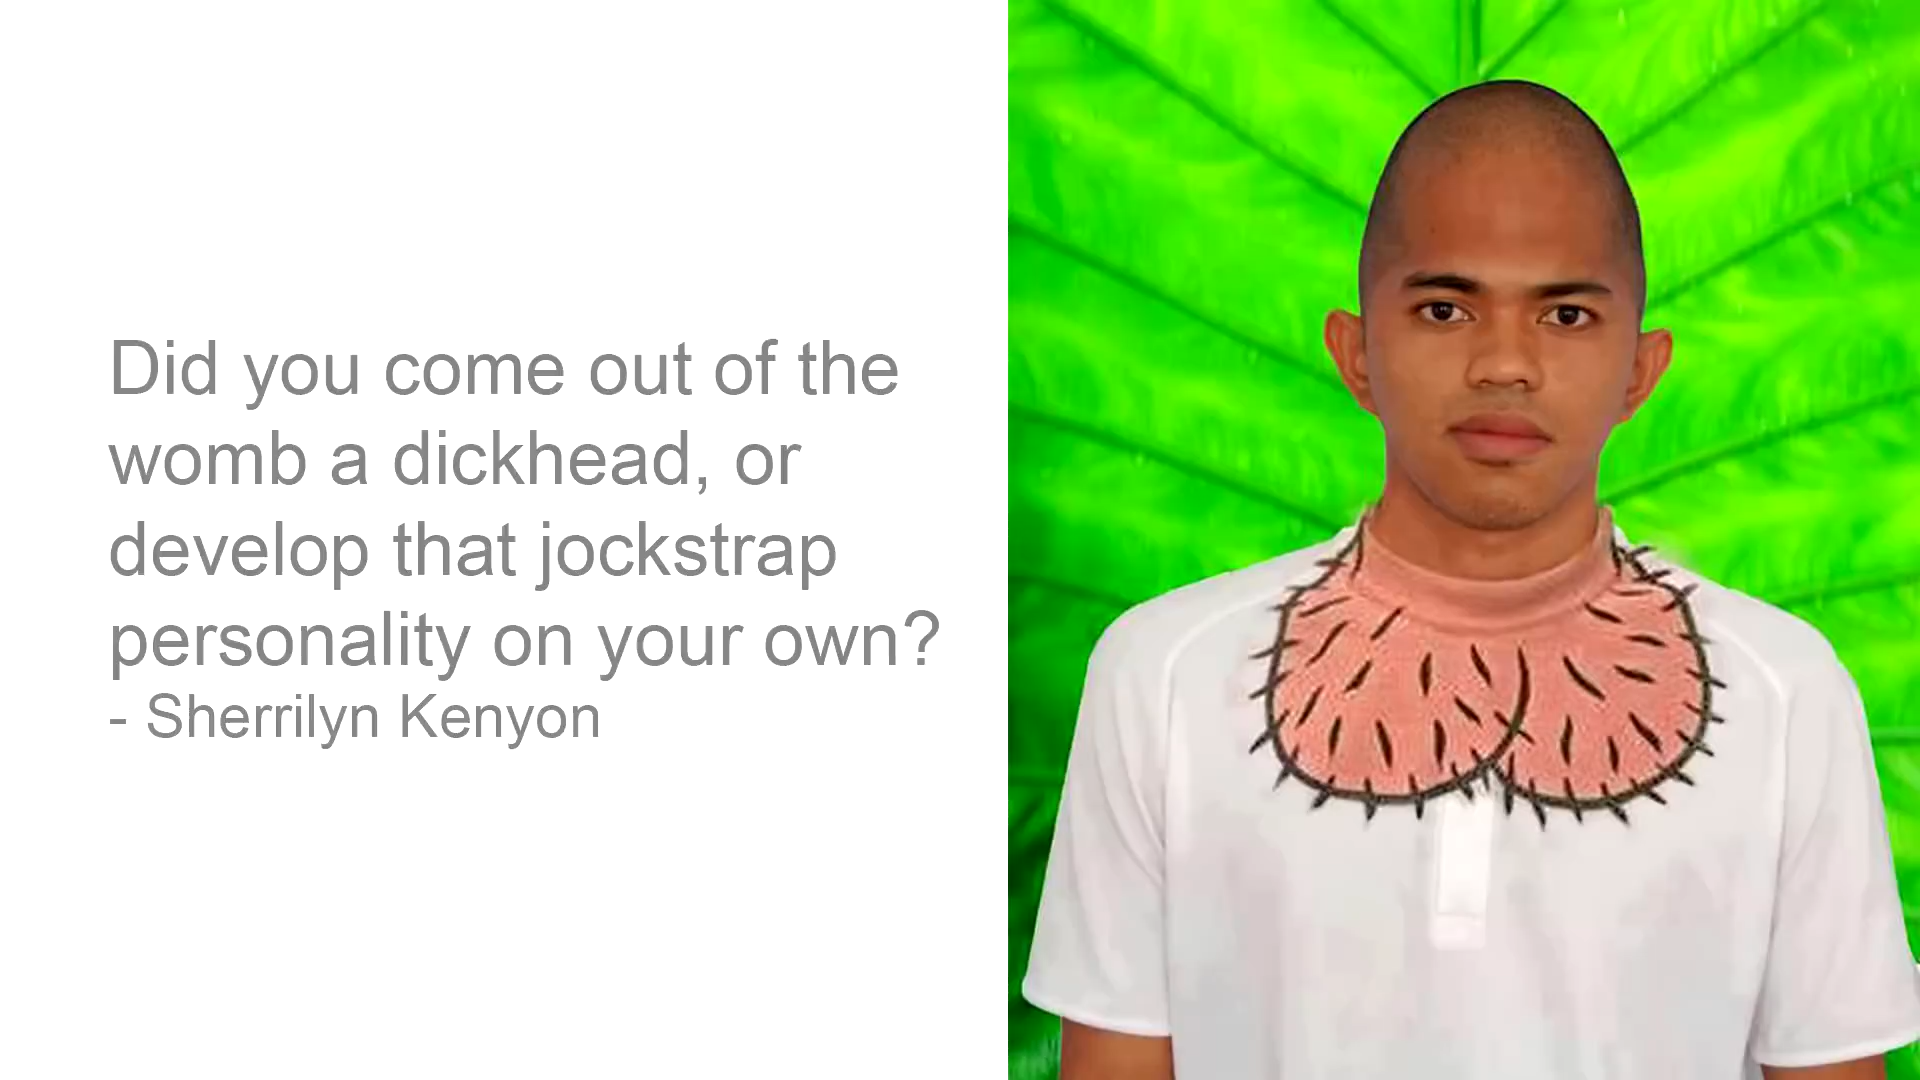 Did you come out of the
womb a dickhead, or
develop that jockstrap
personality on your own?
- Sherrilyn Kenyon